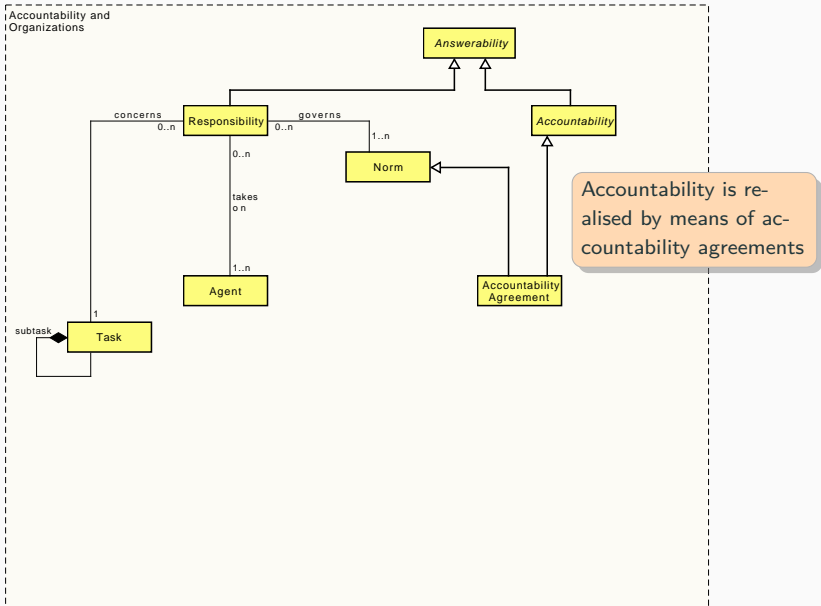 Accountability and
Organizations
Answerability
concerns
0..n
Responsibility
governs
0..n
Accountability
1..n
0..n
Norm
Accountability is re-
alised by means of ac-
countability agreements
takes
on
1..n
Agent
Accountability
Agreement
1
subtask
Task